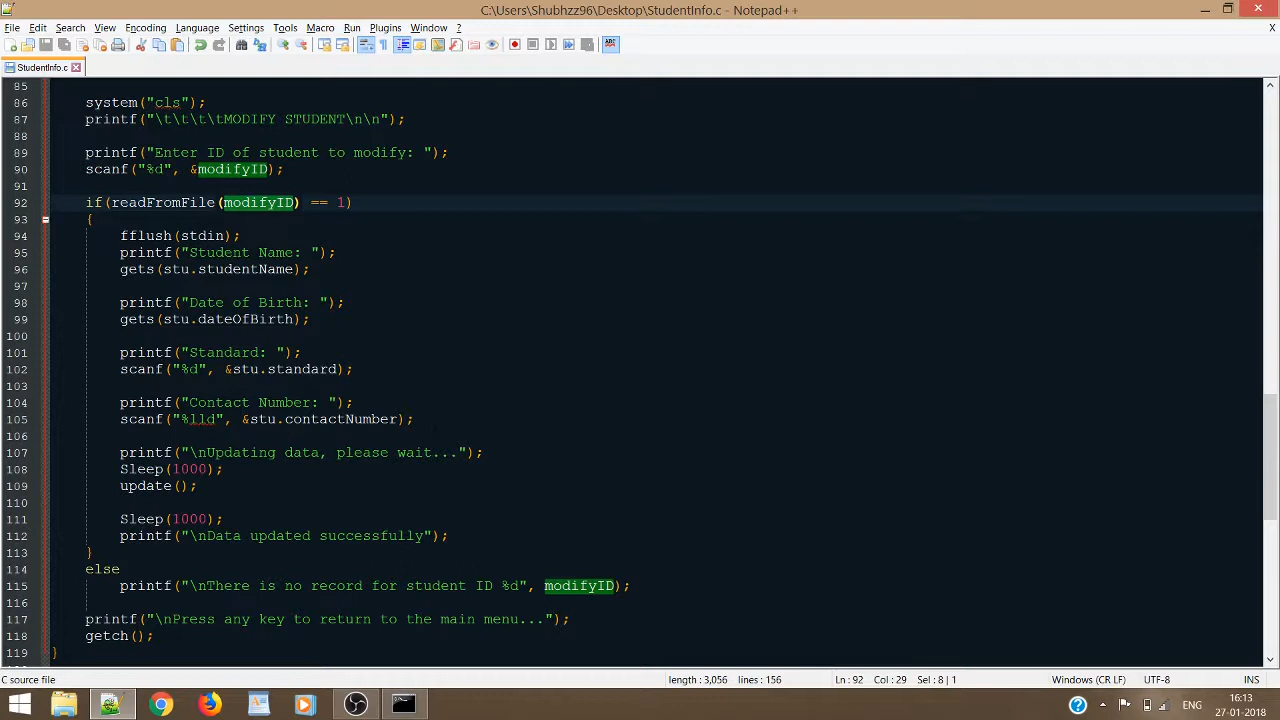 C:\Users\Shubhzz96\Desktop\StudentInfo.c - Notepad++
File Edit Search View Encoding Language Settings Tools Macro Run Plugins Window ? X
ABC
StudentInfo.c
85
86 system("cls");
87 printf("\t\t\t\tMODIFY STUDENT\n\n");
88
89 printf("Enter ID of student to modify: ");
90 scanf("%d", &modifyID);
91
92 if(readFromFile(modifyID) == 1)
93 {
94 fflush(stdin);
95 printf("Student Name: ");
96 gets(stu.studentName);
97
98 printf("Date of Birth: ");
99 gets(stu.dateOfBirth);
100
101 printf("Standard: ");
102 scanf("%d", &stu.standard);
103
104 printf("Contact Number: ");
105 scanf("%lld", &stu.contactNumber);
106
107 printf("\nUpdating data, please wait...");
108 Sleep(1000);
109 update();
110
111 Sleep(1000);
112 printf("\nData updated successfully");
113 }
114 else
115 printf("\nThere is no record for student ID %d", modifyID);
116
117 printf("\nPress any key to return to the main menu...");
118 getch();
119 }
C source file length : 3,056 lines : 156 Ln : 92 Col : 29 Sel : 8 | 1 Windows (CR LF) UTF-8 INS
ENG 16:13
27-01-2018